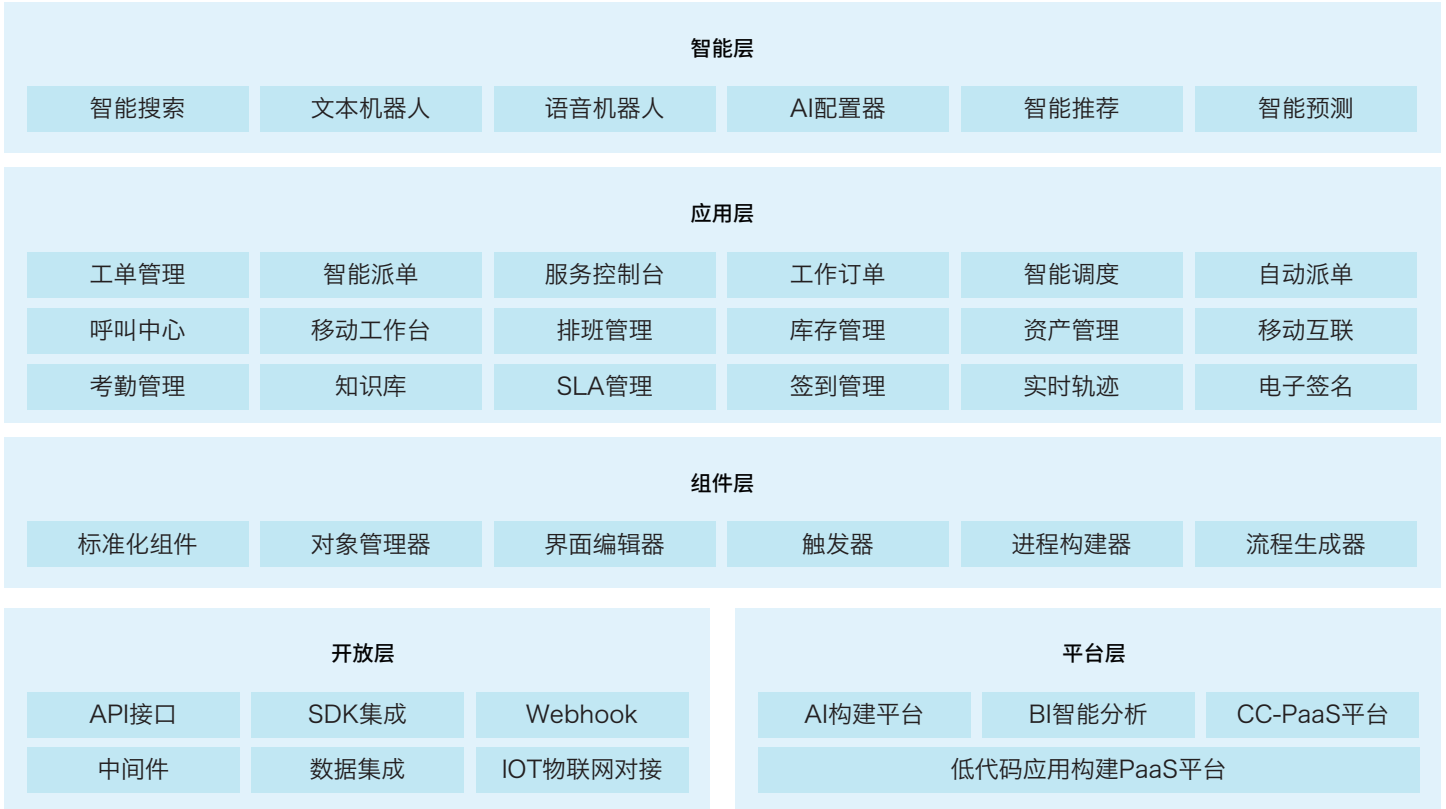 智能层
智能搜索 文本机器人 语音机器人 AI配置器 智能推荐 智能预测
应用层
工单管理 智能派单 服务控制台 工作订单 智能调度 自动派单
呼叫中心 移动工作台 排班管理 库存管理 资产管理 移动互联
考勤管理 知识库 SLA管理 签到管理 实时轨迹 电子签名
组件层
标准化组件 对象管理器 界面编辑器 触发器 进程构建器 流程生成器
开放层
API接口 SDK集成 Webhook
中间件 数据集成 IOT物联网对接
平台层
AI构建平台 BI智能分析 CC-PaaS平台
低代码应用构建PaaS平台